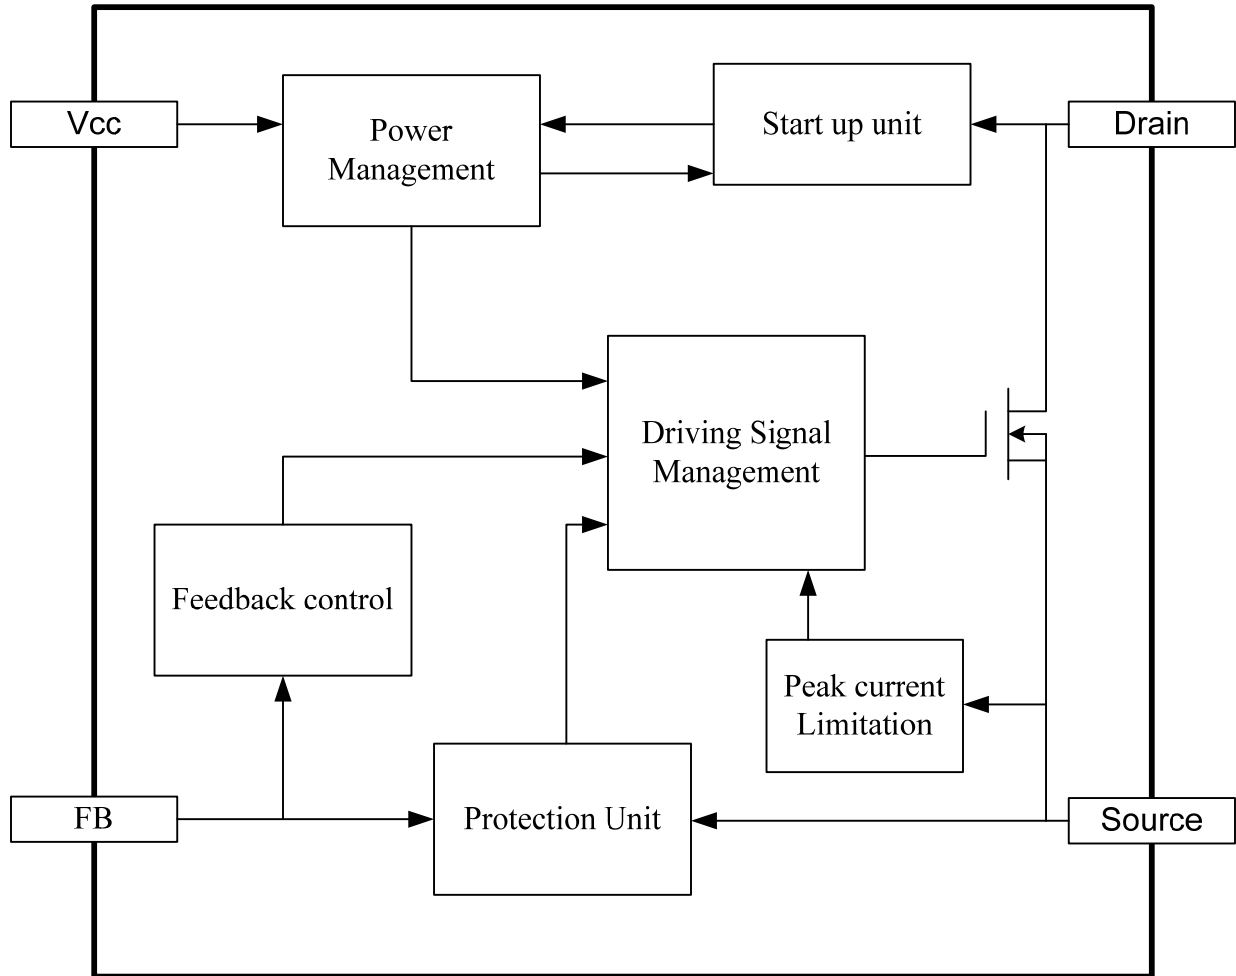 Vcc
Power
Management
Start up unit
Drain
Driving Signal
Management
Feedback control
Peak current
Limitation
FB
Protection Unit
Source